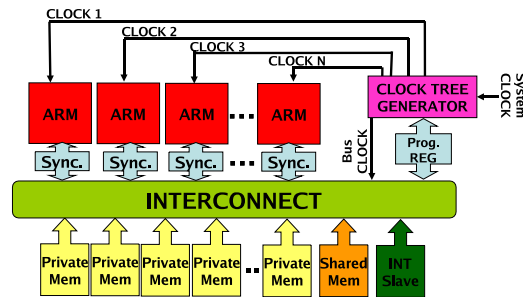 CLOCK 1
CLOCK 2
CLOCK 3
CLOCK N
ARM
ARM
ARM
ARM
CLOCK TREE
GENERATOR
System
CLOCK
Sync.
Sync.
Sync.
Sync.
Bus
CLOCK
Prog.
REG
INTERCONNECT
Private
Mem
Private
Mem
Private
Mem
Private
Mem
Private
Mem
Shared
Mem
INT
Slave